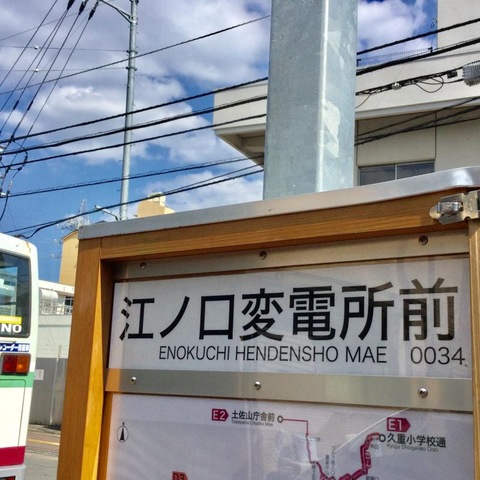 江ノ口変電所前
ENOKUCHI HENDENSHO MAE 0034
E2 土佐山庁舎前
E1
久重小学校通
NO